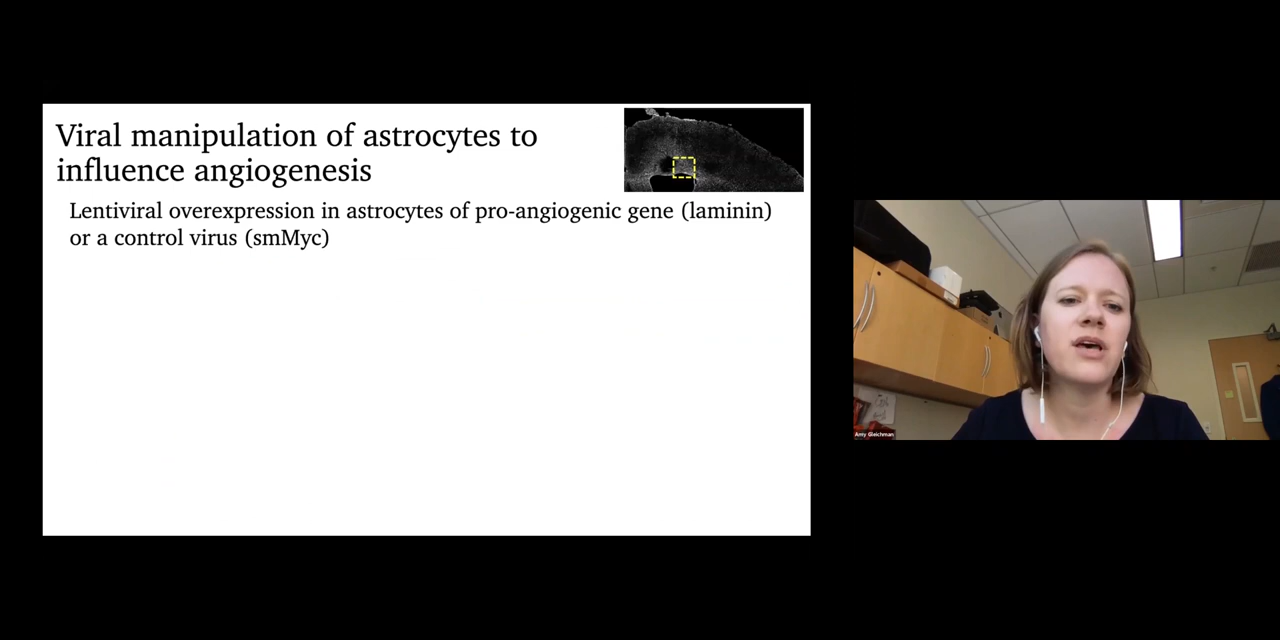 Viral manipulation of astrocytes to
influence angiogenesis
Lentiviral overexpression in astrocytes of pro-angiogenic gene (laminin)
or a control virus (smMyc)
Amy Gleichman